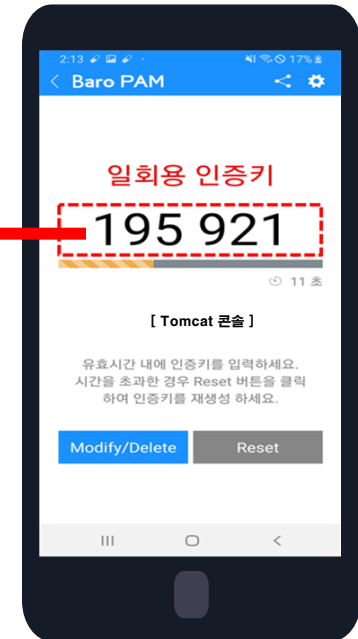 2:13
17%
Baro PAM
일회용 인증키
195 921
11 초
[ Tomcat 콘솔 ]
유효시간 내에 인증키를 입력하세요.
시간을 초과한 경우 Reset 버튼을 클릭
하여 인증키를 재생성 하세요.
Modify/Delete
Reset